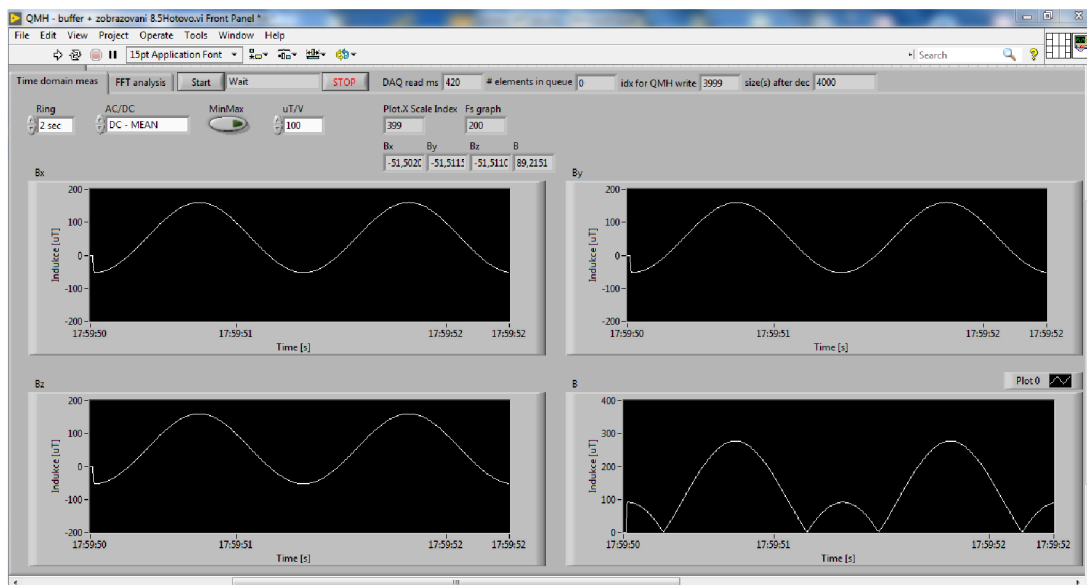 QMH - buffer + zobrazovani 8.5Hotovo.vi Front Panel *
File Edit View Project Operate Tools Window Help
15pt Application Font
Search
Time domain meas FFT analysis Start Wait STOP DAQ read ms 420 # elements in queue 0 idx for QMH write 3999 size(s) after dec 4000
Ring AC/DC MinMax uT/V Plot.X Scale Index Fs graph
2 sec DC - MEAN 100 399 200
Bx By Bz B
-51,5020 -51,5115 -51,5110 89,2151
Bx
200
100
0
-100
-200
Indukce [uT]
17:59:50 17:59:51 17:59:52 17:59:52
Time [s]
By
200
100
0
-100
-200
Indukce [uT]
17:59:50 17:59:51 17:59:52 17:59:52
Time [s]
Bz
200
100
0
-100
-200
Indukce [uT]
17:59:50 17:59:51 17:59:52 17:59:52
Time [s]
B
Plot 0
400
300
200
100
0
Indukce [uT]
17:59:50 17:59:51 17:59:52 17:59:52
Time [s]